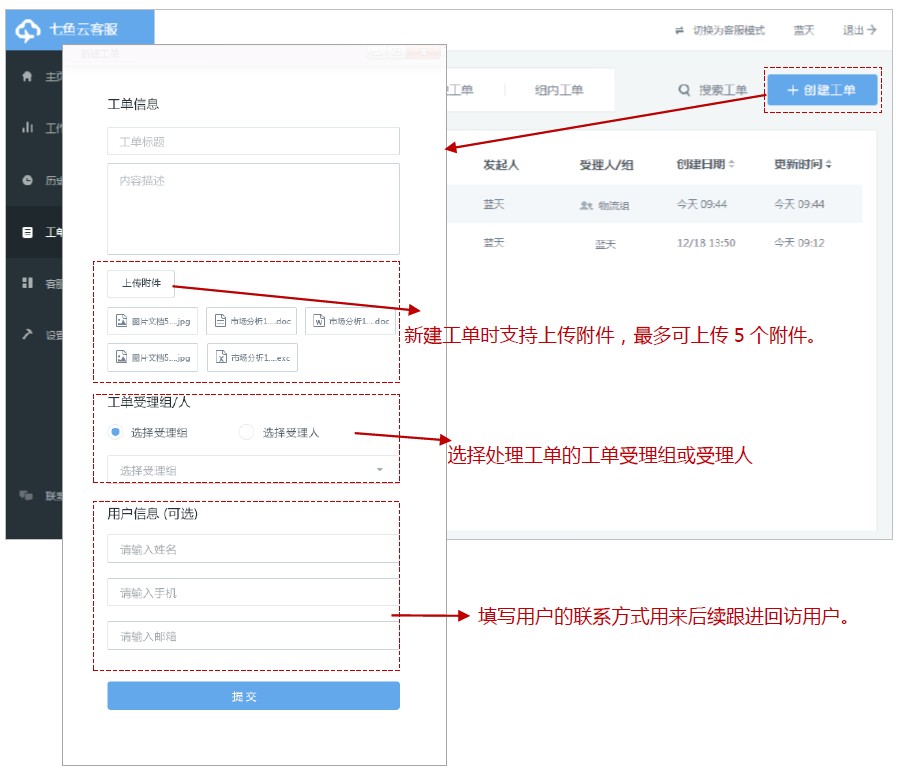 七鱼云客服
切换为客服模式 蓝天 退出
新建工单
主页
工单 组内工单 搜索工单 创建工单
工单信息
工单标题
内容描述
发起人 受理人/组 创建日期 更新时间
蓝天 物流组 今天 09:44 今天 09:44
蓝天 蓝天 12/18 13:50 今天 09:12
工单
上传附件
图片文档5....jpg 市场分析1....doc 市场分析1....doc
图片文档5....jpg 市场分析1....exc
新建工单时支持上传附件，最多可上传 5 个附件。
工单受理组/人
选择受理组 选择受理人
选择受理组
选择处理工单的工单受理组或受理人
用户信息 (可选)
请输入姓名
请输入手机
请输入邮箱
填写用户的联系方式用来后续跟进回访用户。
提交